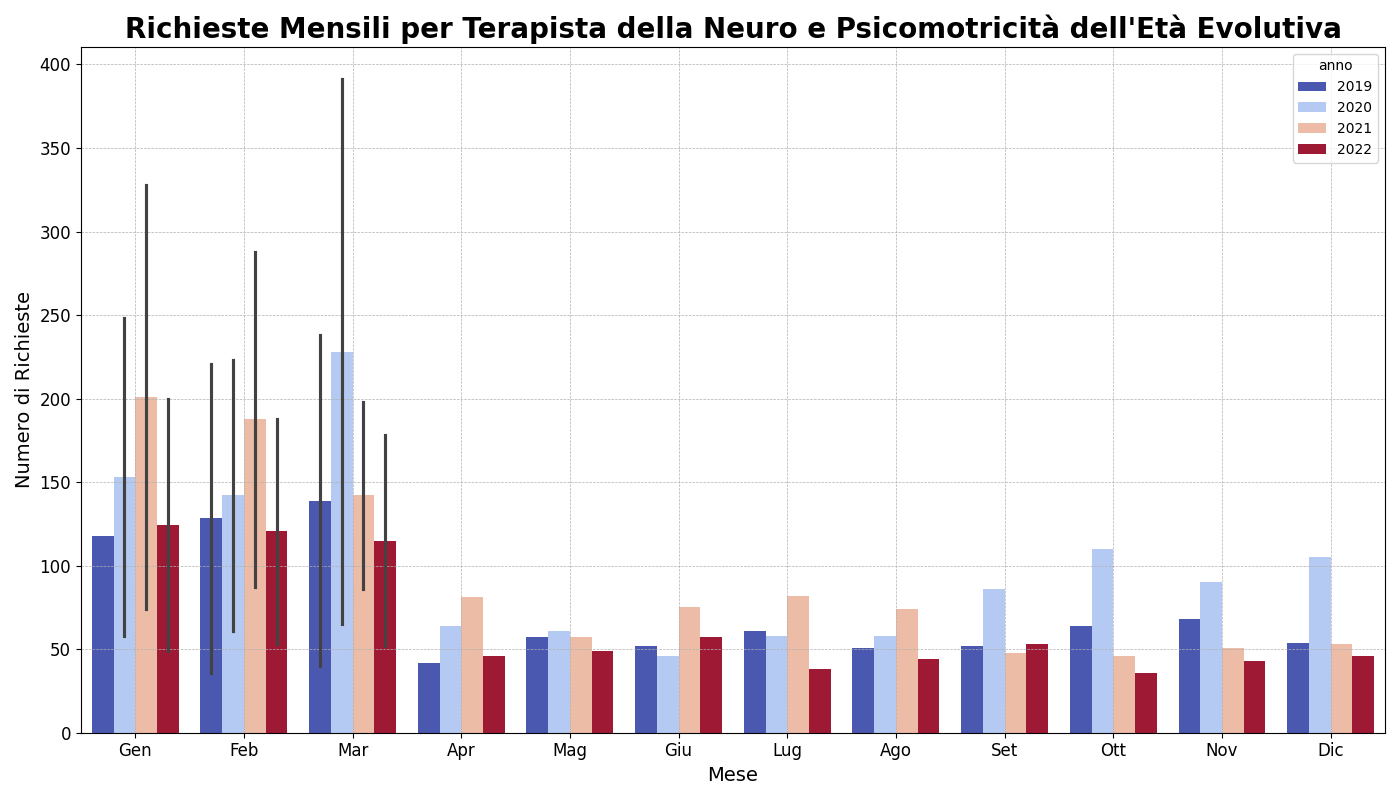 Richieste Mensili per Terapista della Neuro e Psicomotricità dell'Età Evolutiva
anno
2019
2020
2021
2022
400
350
300
250
200
150
100
50
0
Numero di Richieste
Gen Feb Mar Apr Mag Giu Lug Ago Set Ott Nov Dic
Mese